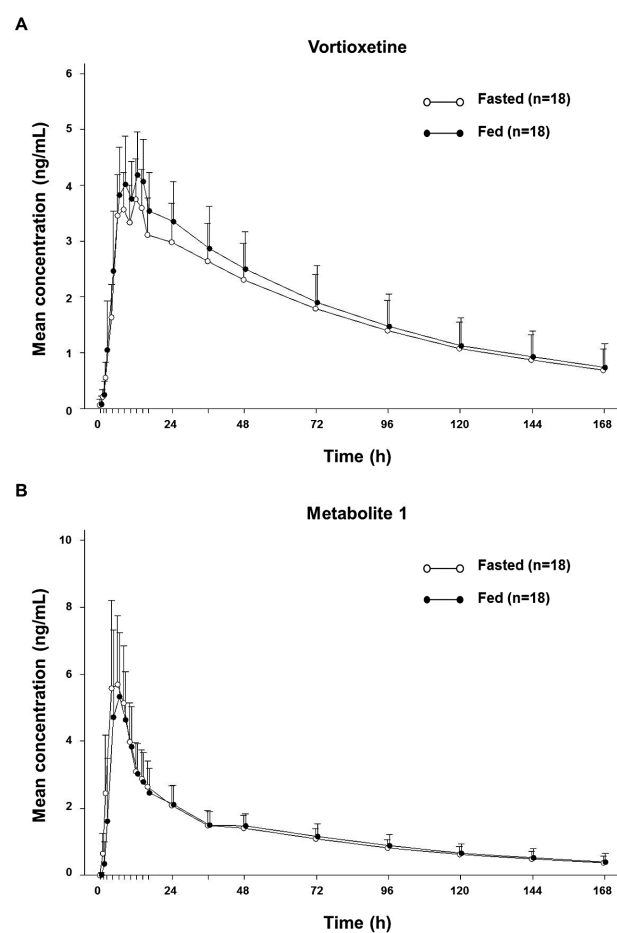 A
Vortioxetine
Mean concentration (ng/mL)
6
5
4
3
2
1
0
Fasted (n=18)
Fed (n=18)
0 24 48 72 96 120 144 168
Time (h)
B
Metabolite 1
Mean concentration (ng/mL)
10
8
6
4
2
0
Fasted (n=18)
Fed (n=18)
0 24 48 72 96 120 144 168
Time (h)